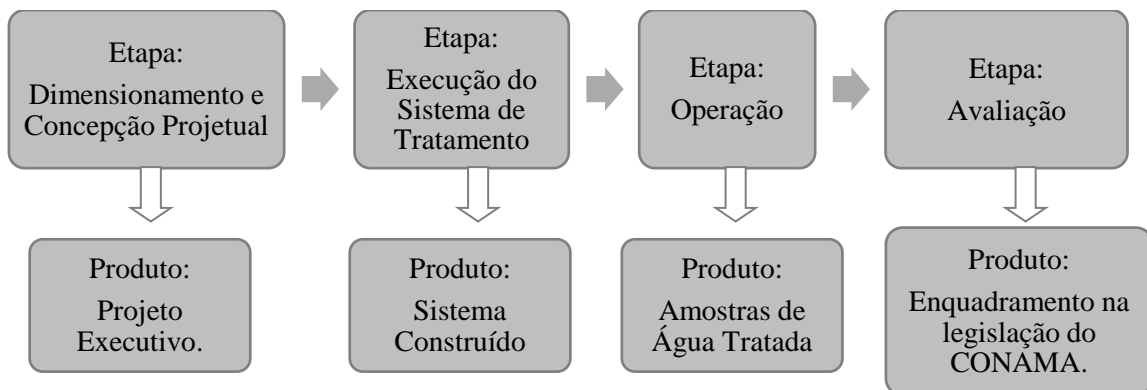 Etapa:
Dimensionamento e
Concepção Projetual
Etapa:
Execução do
Sistema de
Tratamento
Etapa:
Operação
Etapa:
Avaliação
Produto:
Projeto
Executivo.
Produto:
Sistema
Construído
Produto:
Amostras de
Água Tratada
Produto:
Enquadramento na
legislação do
CONAMA.